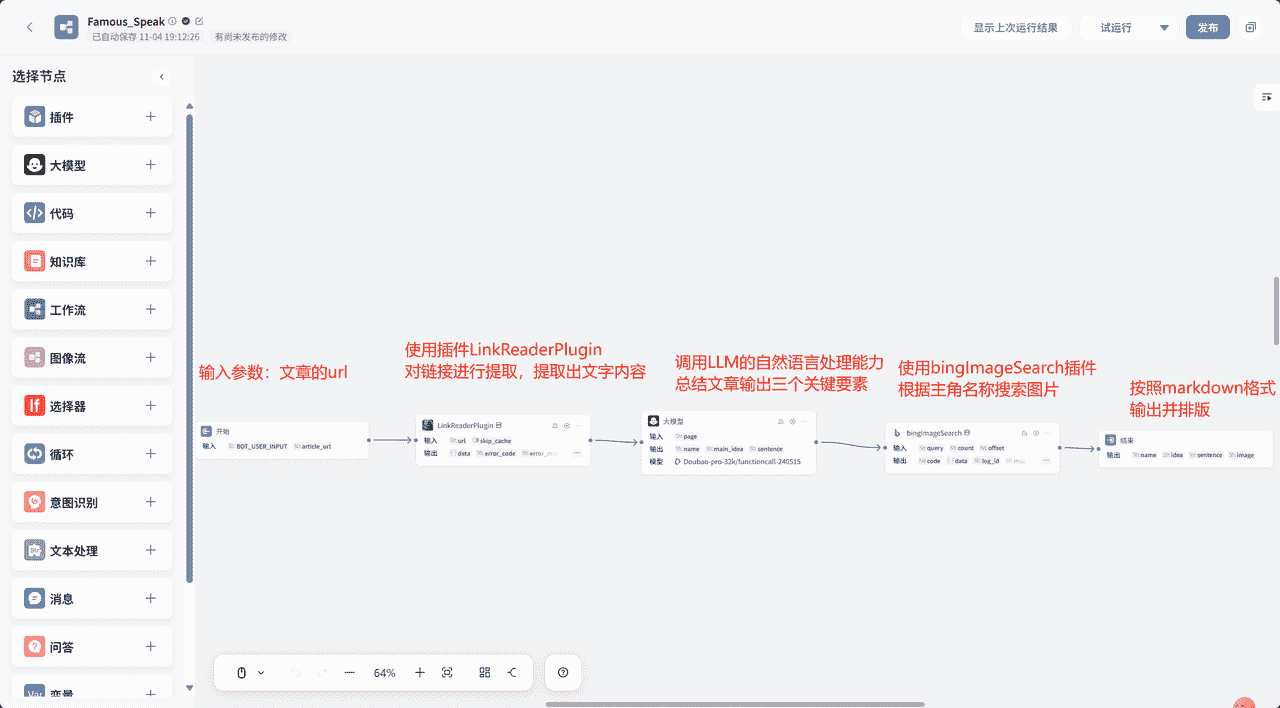 Famous_Speak
已自动保存 11-04 19:12:26 有尚未发布的修改
显示上次运行结果
试运行
发布
选择节点
插件
大模型
代码
知识库
工作流
图像流
选择器
循环
意图识别
文本处理
消息
问答
变量
输入参数：文章的url
开始
输入 BOT_USER_INPUT article_url
使用插件LinkReaderPlugin
对链接进行提取，提取出文字内容
LinkReaderPlugin
输入 url skip_cache
输出 data error_code
调用LLM的自然语言处理能力
总结文章输出三个关键要素
大模型
输入 page
输出 name main_idea sentence
模型 Doubao-pro-32k/functioncall-240515
使用bingImageSearch插件
根据主角名称搜索图片
bingImageSearch
输入 query count offset
输出 code data log_id
按照markdown格式
输出并排版
结束
输出 name idea sentence image
64%